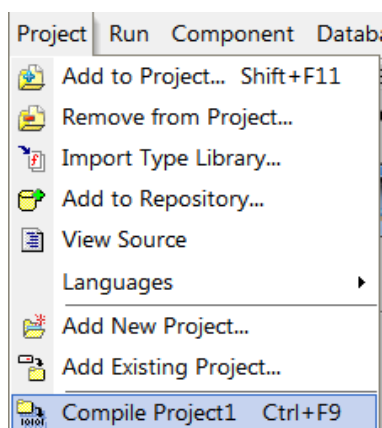 Project Run Component
Add to Project... Shift+F11
Remove from Project...
Import Type Library...
Add to Repository...
View Source
Languages
Add New Project...
Add Existing Project...
Compile Project1 Ctrl+F9